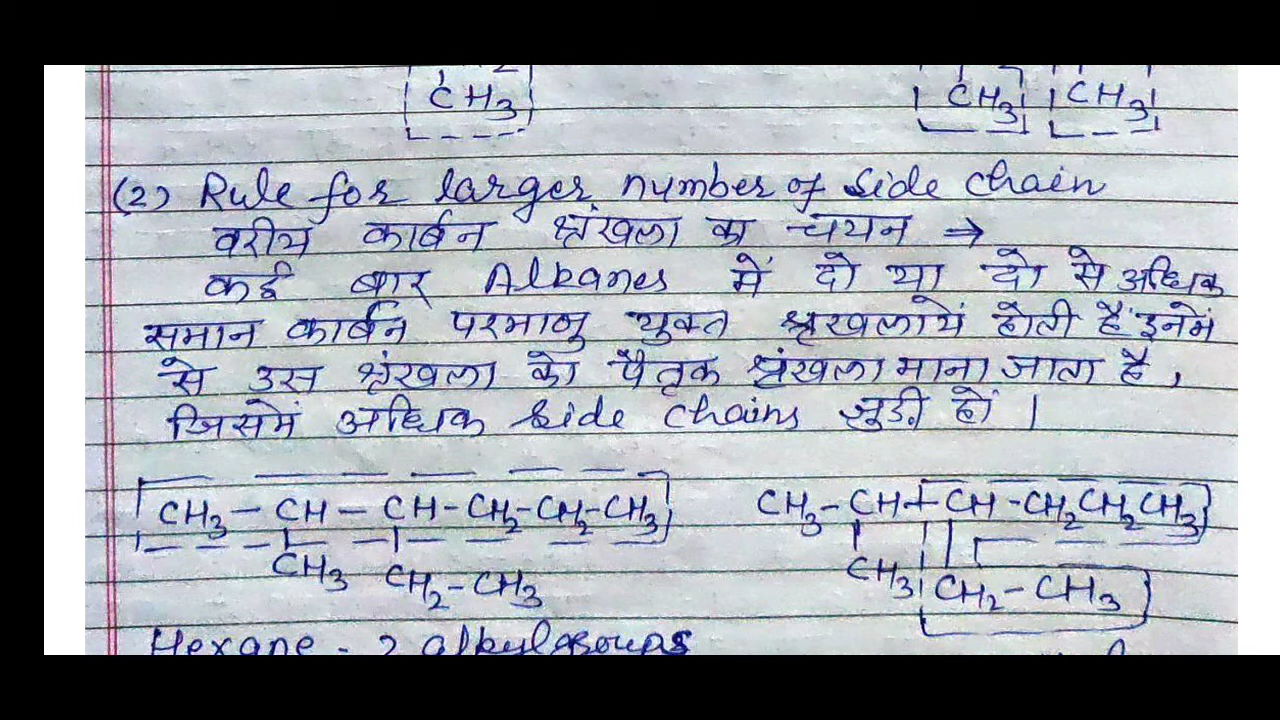 CH3 CH3 CH3
(2) Rule for larger number of side chain
वरीय कार्बन श्रंखला का चयन →
कई बार Alkanes में दो या दो से अधिक
समान कार्बन परमाणु युक्त श्रृखलायें होती हैं इनमें
से उस श्रंखला को पैतृक श्रंखला माना जाता है,
जिसमें अधिक side chains जुडी हों ।
CH3 - CH - CH - CH2 - CH2 - CH3 CH3 - CH + CH - CH2 CH2 CH3
CH3 CH2 - CH3 CH3 CH2 - CH3
Hexane - 2 alkyl groups